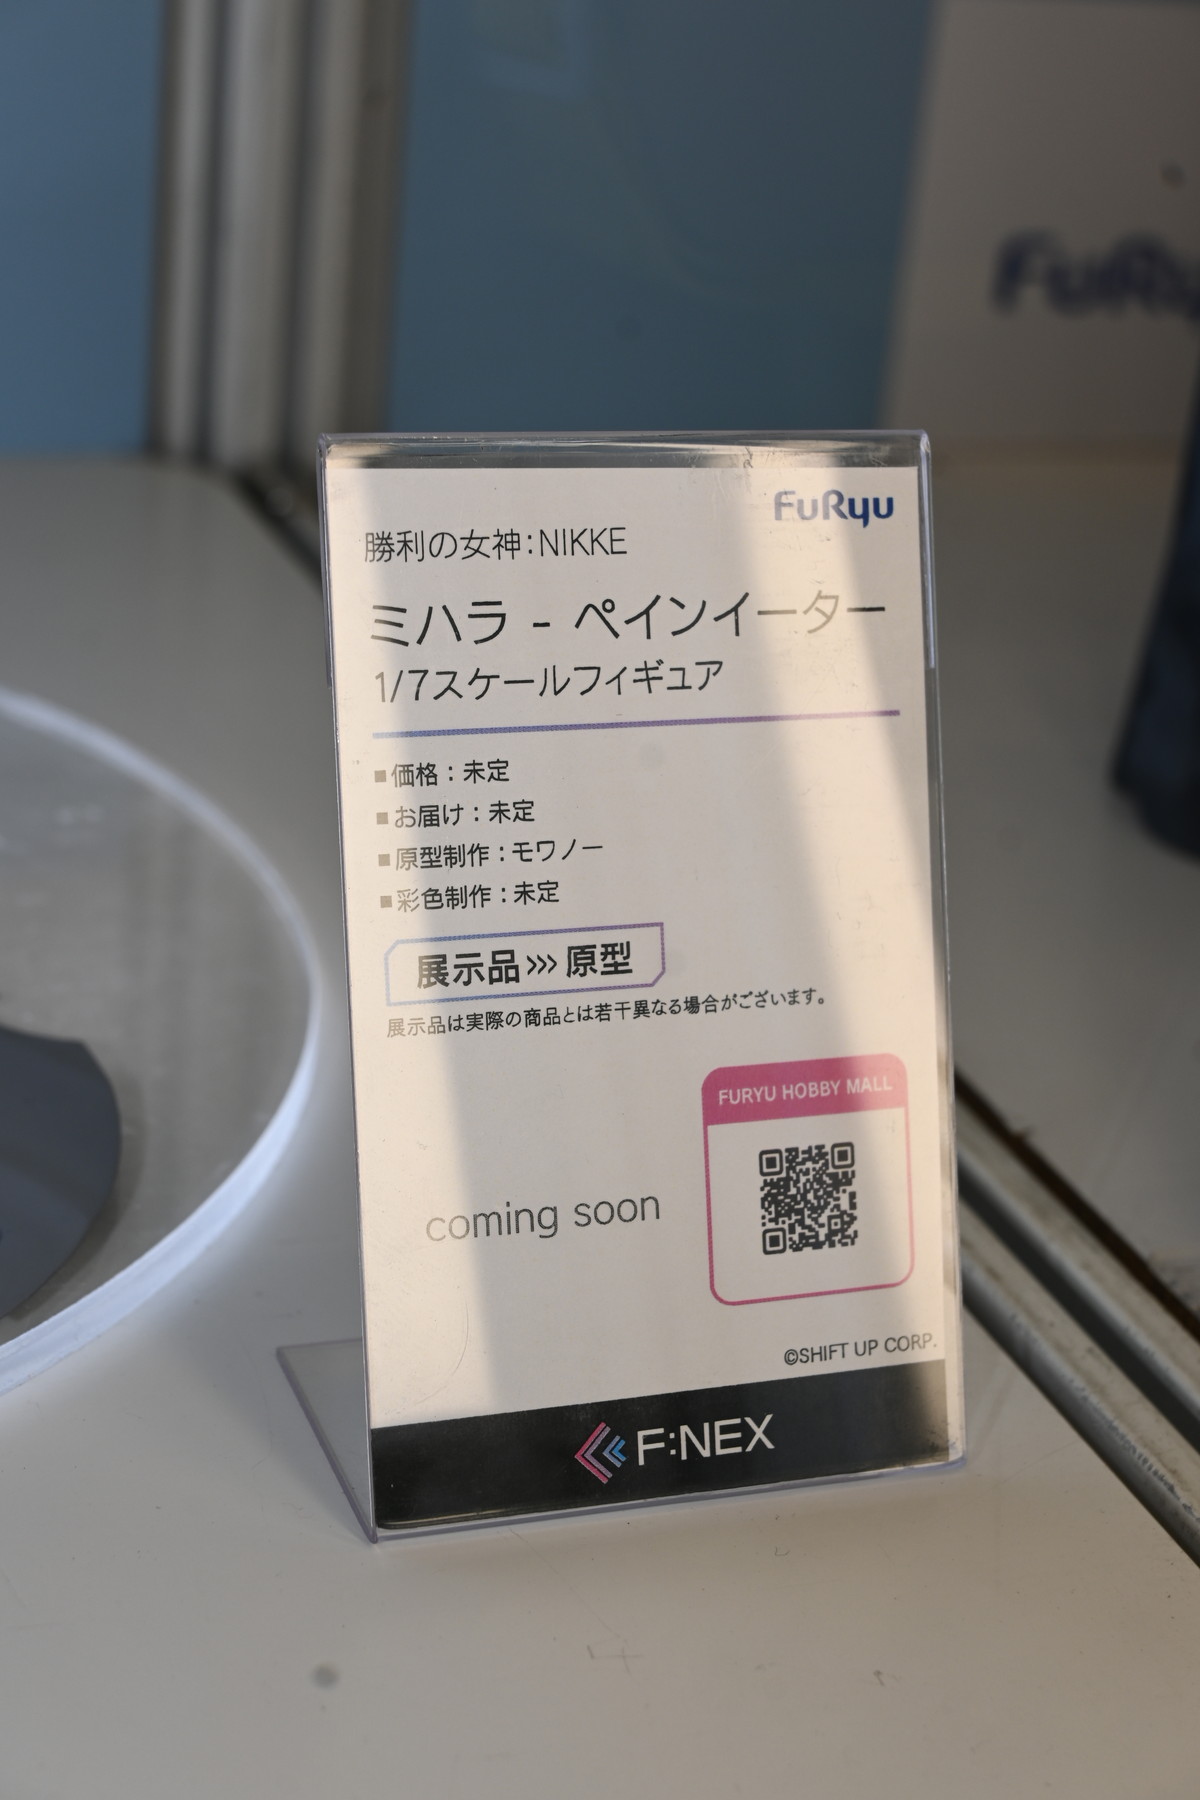 FuRyu
FuRyu
勝利の女神:NIKKE
ミハラ - ペインイーター
1/7スケールフィギュア
■価格：未定
■お届け：未定
■原型制作：モワノー
■彩色制作：未定
展示品›››原型
展示品は実際の商品とは若干異なる場合がございます。
FURYU HOBBY MALL
coming soon
©SHIFT UP CORP.
F:NEX